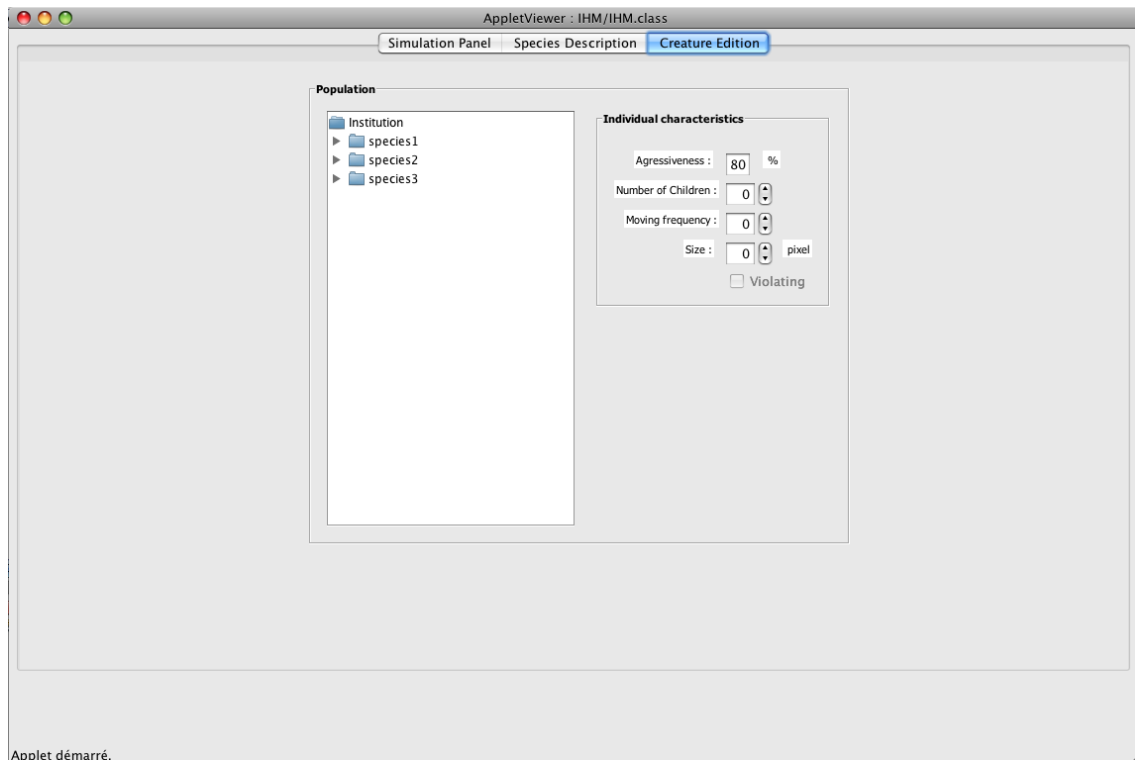 AppletViewer : IHM/IHM.class
Simulation Panel Species Description Creature Edition
Population
Institution
species1
species2
species3
Individual characteristics
Agressiveness : 80 %
Number of Children : 0
Moving frequency : 0
Size : 0 pixel
Violating
Applet démarré.